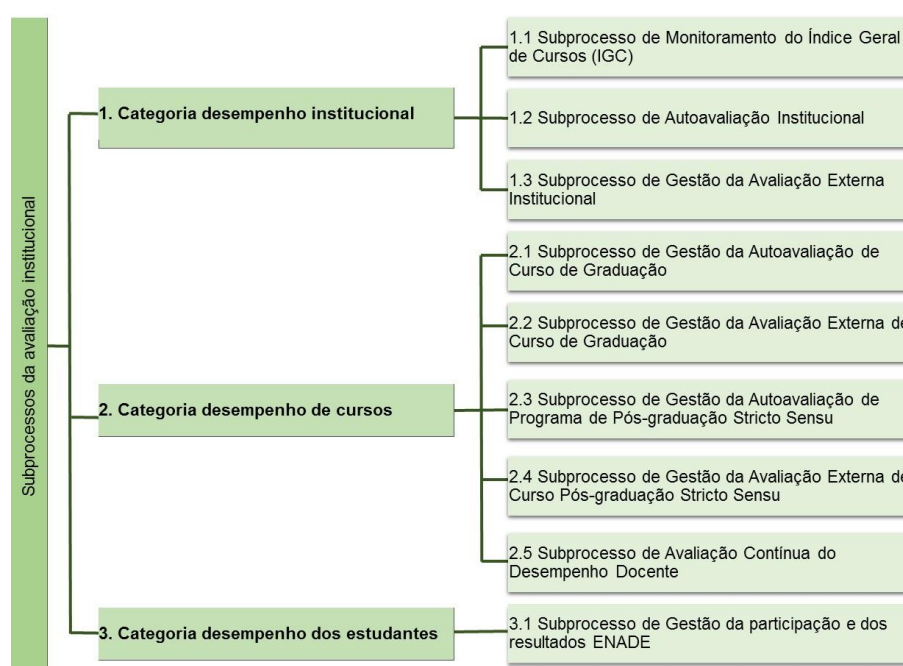 Subprocessos da avaliação institucional
1. Categoria desempenho institucional
1.1 Subprocesso de Monitoramento do Índice Geral
de Cursos (IGC)
1.2 Subprocesso de Autoavaliação Institucional
1.3 Subprocesso de Gestão da Avaliação Externa
Institucional
2. Categoria desempenho de cursos
2.1 Subprocesso de Gestão da Autoavaliação de
Curso de Graduação
2.2 Subprocesso de Gestão da Avaliação Externa de
Curso de Graduação
2.3 Subprocesso de Gestão da Autoavaliação de
Programa de Pós-graduação Stricto Sensu
2.4 Subprocesso de Gestão da Avaliação Externa de
Curso Pós-graduação Stricto Sensu
2.5 Subprocesso de Avaliação Contínua do
Desempenho Docente
3. Categoria desempenho dos estudantes
3.1 Subprocesso de Gestão da participação e dos
resultados ENADE